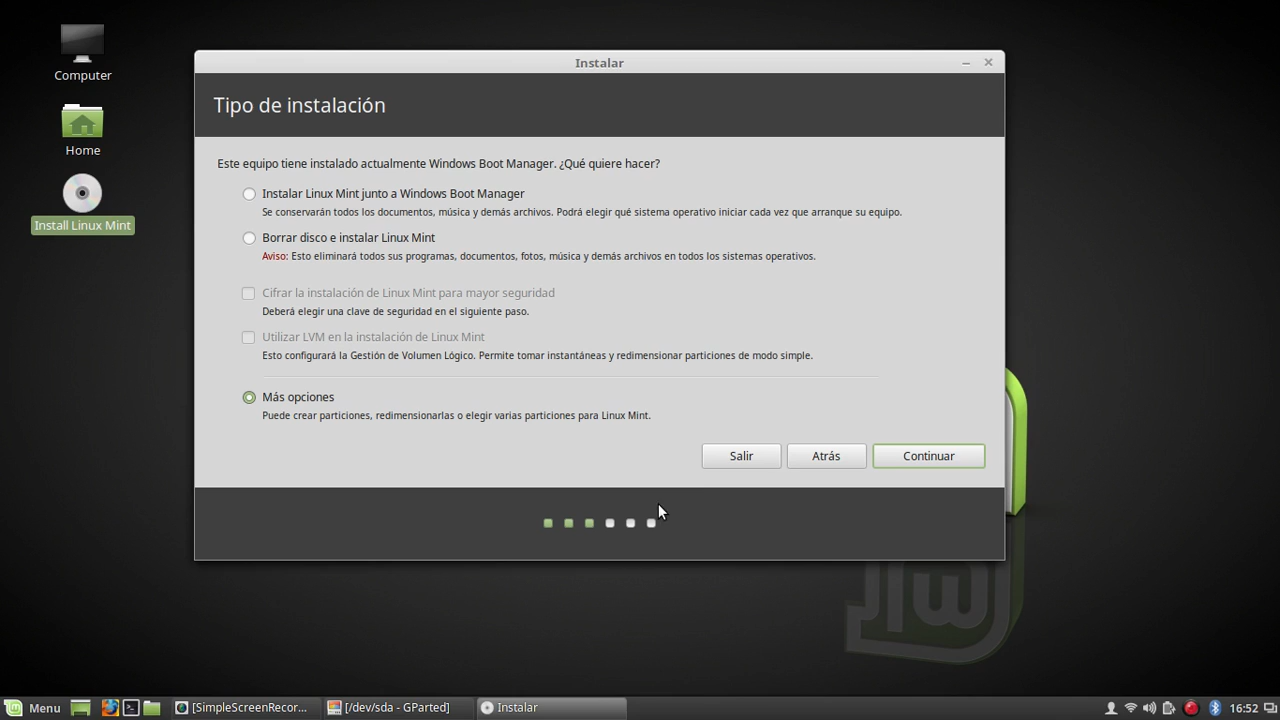 Computer
Home
Install Linux Mint
Instalar
Tipo de instalación
Este equipo tiene instalado actualmente Windows Boot Manager. ¿Qué quiere hacer?
Instalar Linux Mint junto a Windows Boot Manager
Se conservarán todos los documentos, música y demás archivos. Podrá elegir qué sistema operativo iniciar cada vez que arranque su equipo.
Borrar disco e instalar Linux Mint
Aviso: Esto eliminará todos sus programas, documentos, fotos, música y demás archivos en todos los sistemas operativos.
Cifrar la instalación de Linux Mint para mayor seguridad
Deberá elegir una clave de seguridad en el siguiente paso.
Utilizar LVM en la instalación de Linux Mint
Esto configurará la Gestión de Volumen Lógico. Permite tomar instantáneas y redimensionar particiones de modo simple.
Más opciones
Puede crear particiones, redimensionarlas o elegir varias particiones para Linux Mint.
Salir Atrás Continuar
Menu [SimpleScreenRecor... [/dev/sda - GParted] Instalar 16:52